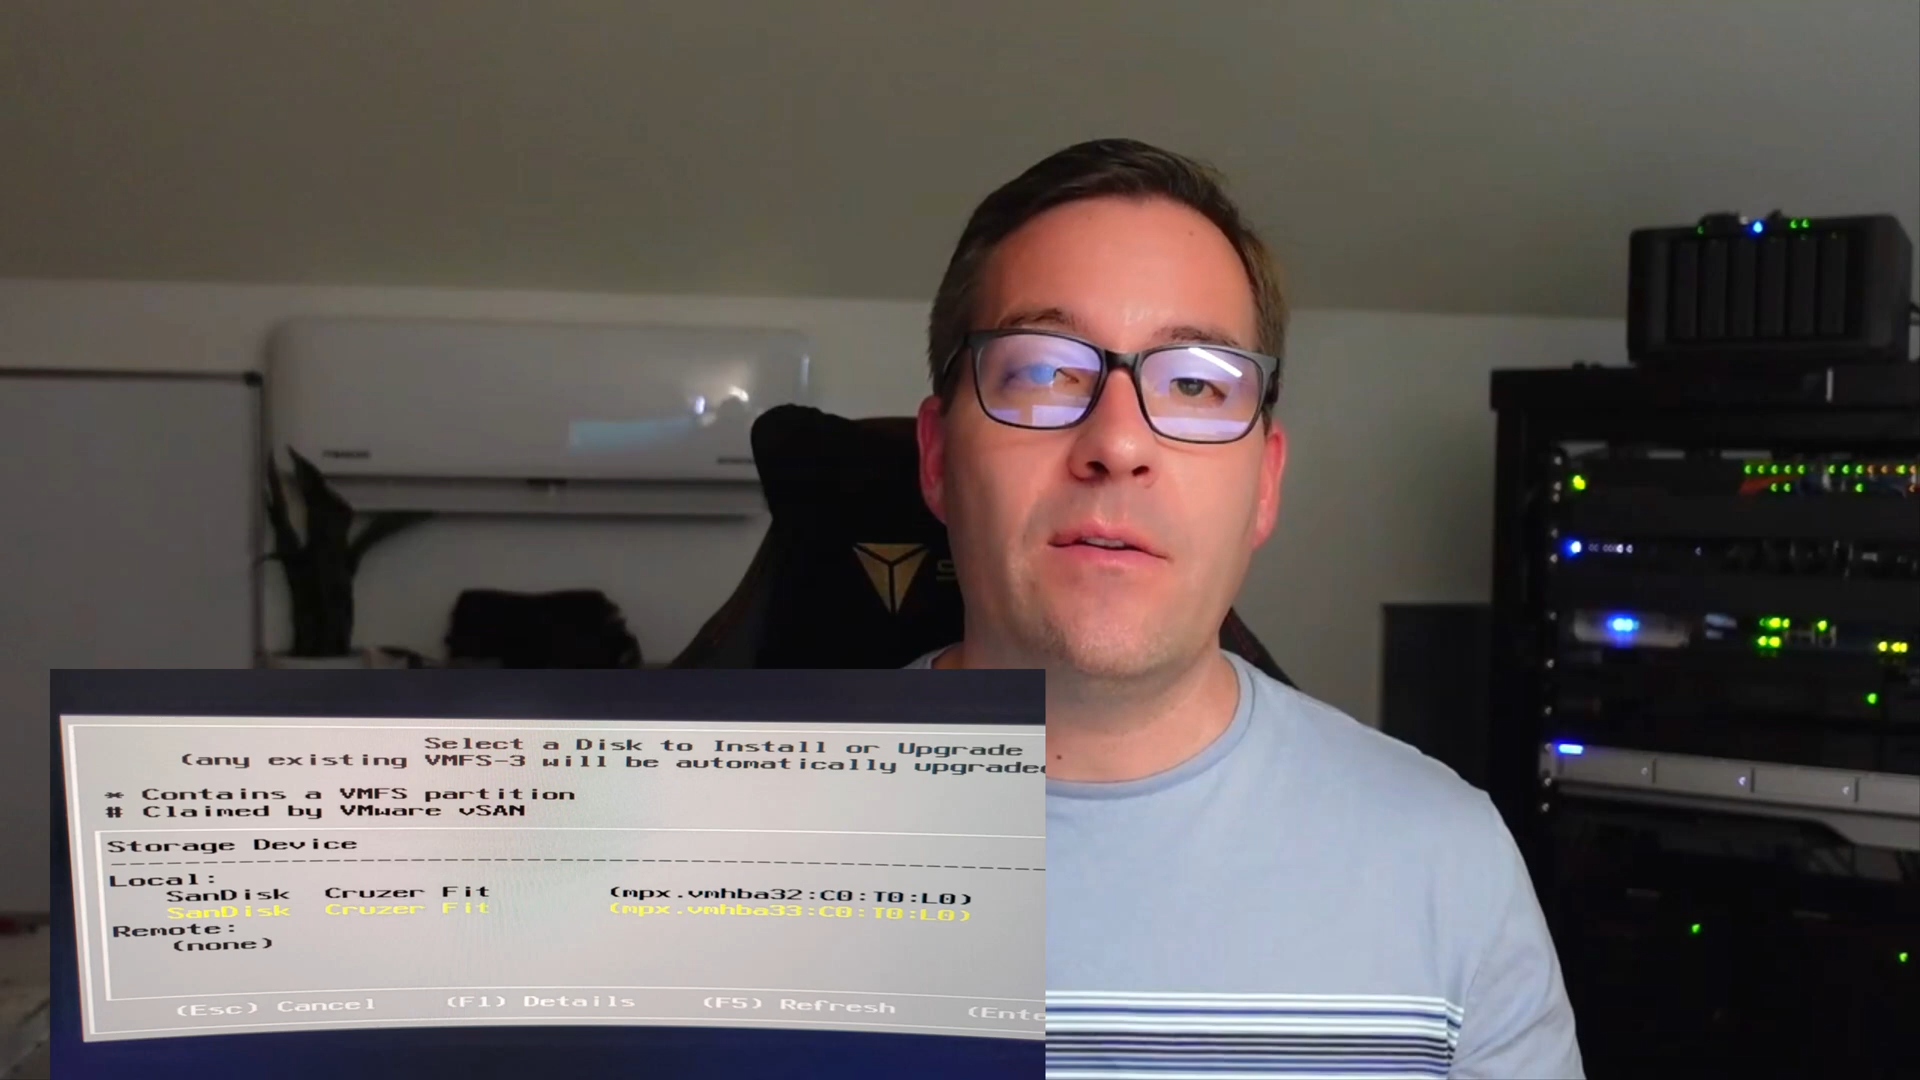 Select a Disk to Install or Upgrade
(any existing VMFS-3 will be automatically upgraded
* Contains a VMFS partition
# Claimed by VMware vSAN
Storage Device
Local:
SanDisk Cruzer Fit (mpx.vmhba32:C0:T0:L0)
SanDisk Cruzer Fit (mpx.vmhba33:C0:T0:L0)
Remote:
(none)
(Esc) Cancel (F1) Details (F5) Refresh (Ente